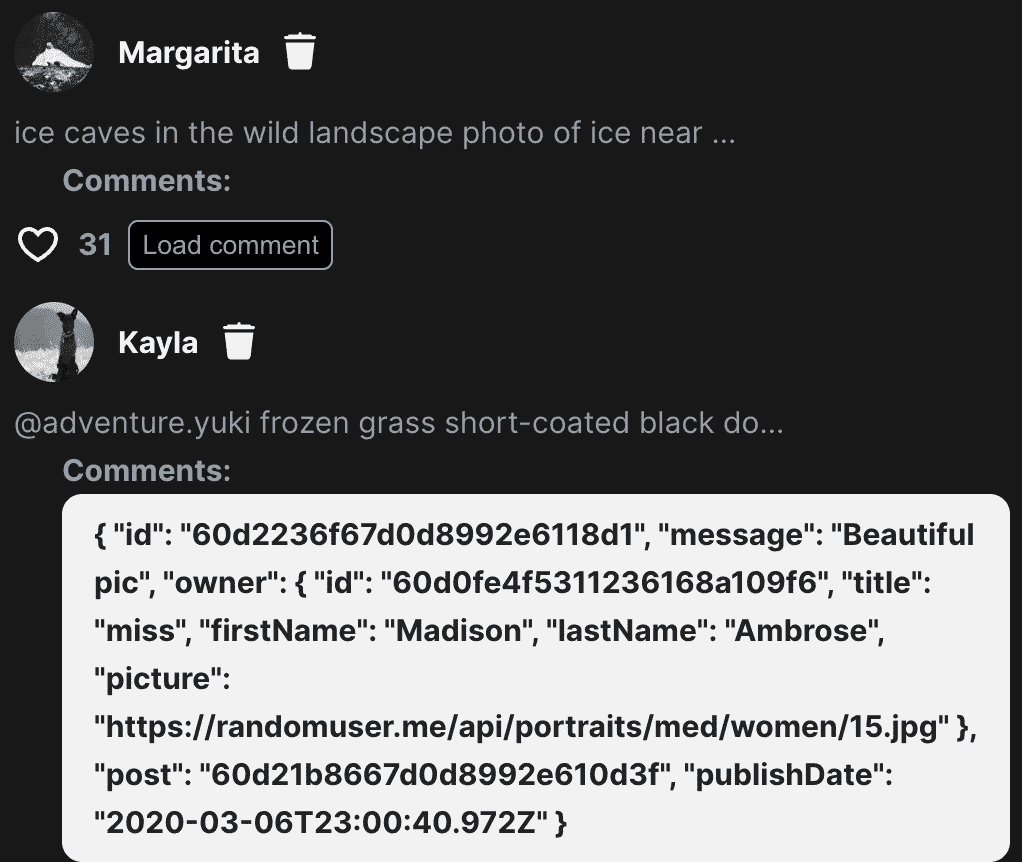 Margarita
ice caves in the wild landscape photo of ice near ...
Comments:
31 Load comment
Kayla
@adventure.yuki frozen grass short-coated black do...
Comments:
{ "id": "60d2236f67d0d8992e6118d1", "message": "Beautiful
pic", "owner": { "id": "60d0fe4f5311236168a109f6", "title":
"miss", "firstName": "Madison", "lastName": "Ambrose",
"picture":
"https://randomuser.me/api/portraits/med/women/15.jpg" },
"post": "60d21b8667d0d8992e610d3f", "publishDate":
"2020-03-06T23:00:40.972Z" }